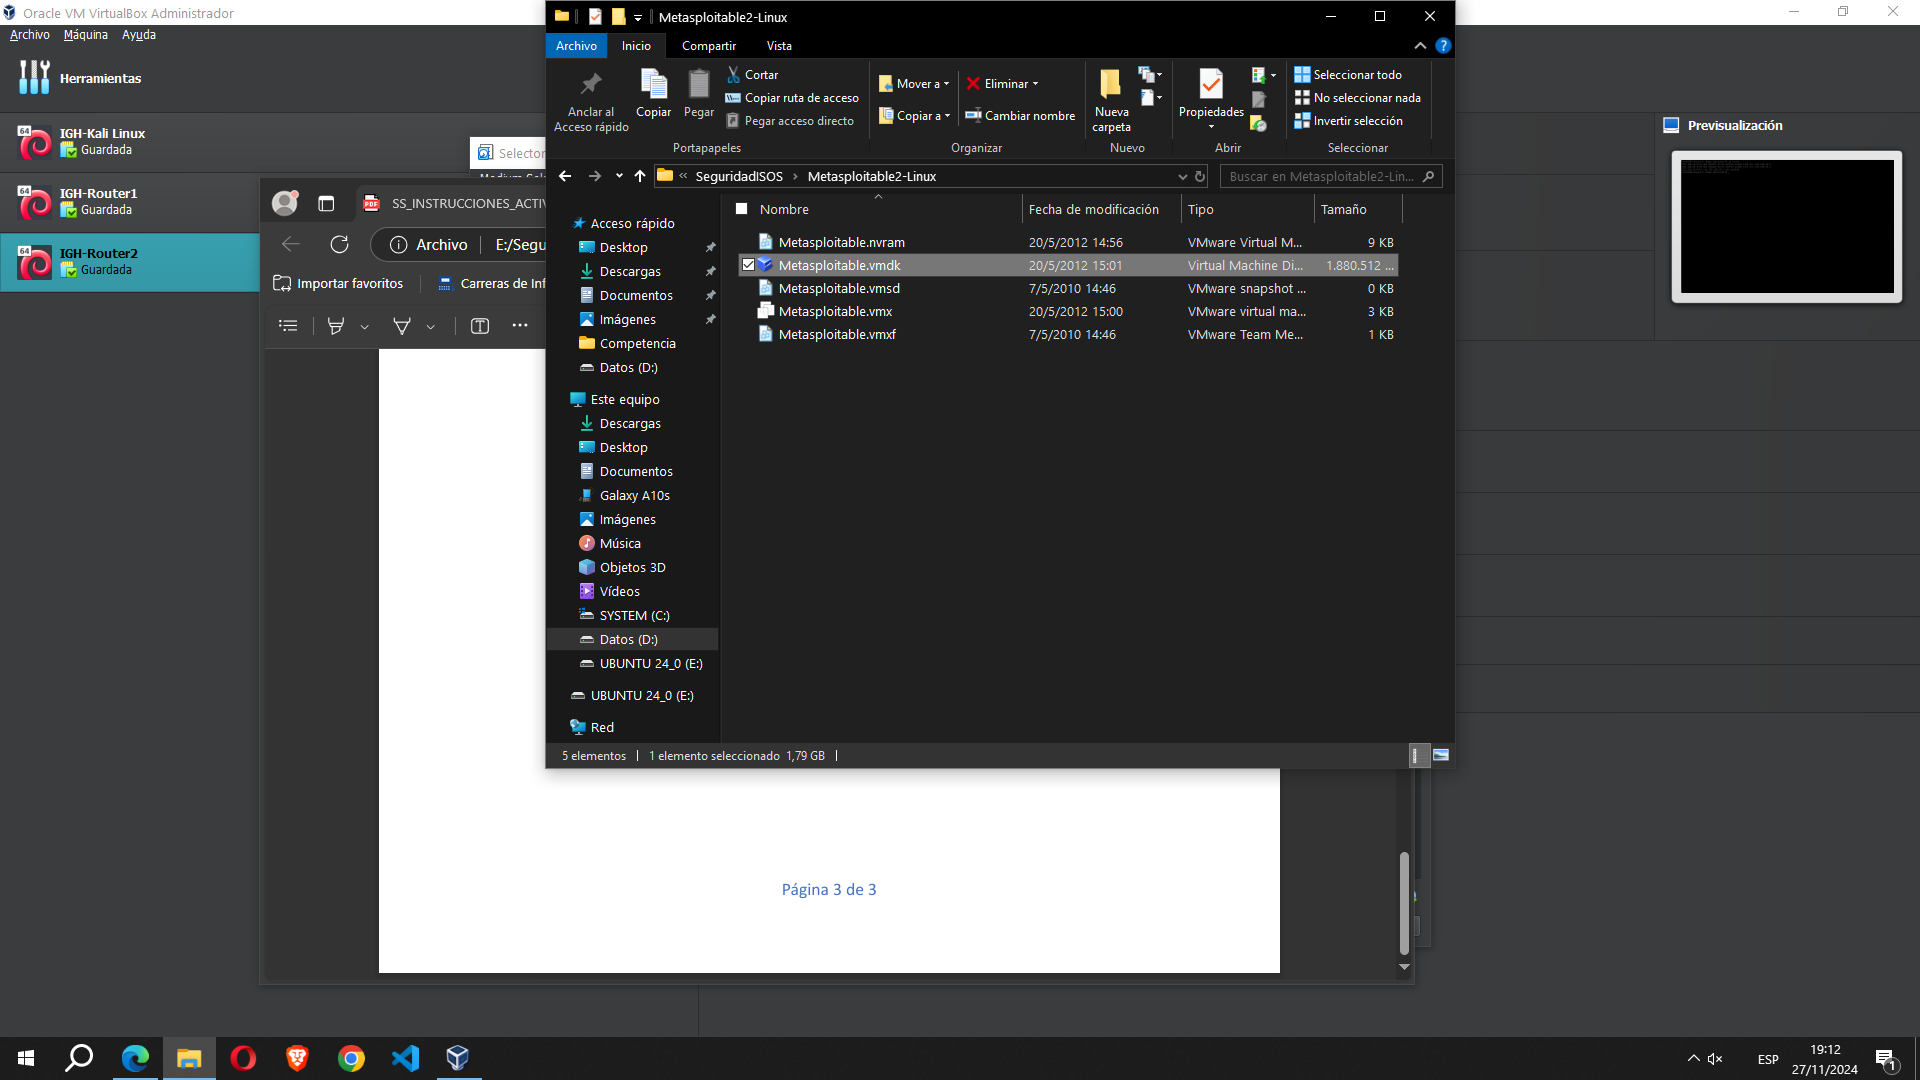 Oracle VM VirtualBox Administrador
Archivo Máquina Ayuda
Herramientas
64 IGH-Kali Linux
Guardada
64 IGH-Router1
Guardada
64 IGH-Router2
Guardada
Previsualización
Selector
SS_INSTRUCCIONES_ACTIV
Archivo E:/Segu
Importar favoritos Carreras de Inf
Página 3 de 3
Metasploitable2-Linux
Archivo Inicio Compartir Vista
Anclar al
Acceso rápido
Copiar
Pegar
Cortar
Copiar ruta de acceso
Pegar acceso directo
Portapapeles
Mover a
Copiar a
Eliminar
Cambiar nombre
Organizar
Nueva
carpeta
Nuevo
Propiedades
Abrir
Seleccionar todo
No seleccionar nada
Invertir selección
Seleccionar
« SeguridadISOS › Metasploitable2-Linux
Buscar en Metasploitable2-Lin...
Acceso rápido
Desktop
Descargas
Documentos
Imágenes
Competencia
Datos (D:)
Este equipo
Descargas
Desktop
Documentos
Galaxy A10s
Imágenes
Música
Objetos 3D
Vídeos
SYSTEM (C:)
Datos (D:)
UBUNTU 24_0 (E:)
UBUNTU 24_0 (E:)
Red
Nombre Fecha de modificación Tipo Tamaño
Metasploitable.nvram 20/5/2012 14:56 VMware Virtual M... 9 KB
Metasploitable.vmdk 20/5/2012 15:01 Virtual Machine Di... 1.880.512 ...
Metasploitable.vmsd 7/5/2010 14:46 VMware snapshot ... 0 KB
Metasploitable.vmx 20/5/2012 15:00 VMware virtual ma... 3 KB
Metasploitable.vmxf 7/5/2010 14:46 VMware Team Me... 1 KB
5 elementos 1 elemento seleccionado 1,79 GB
ESP
19:12
27/11/2024
1